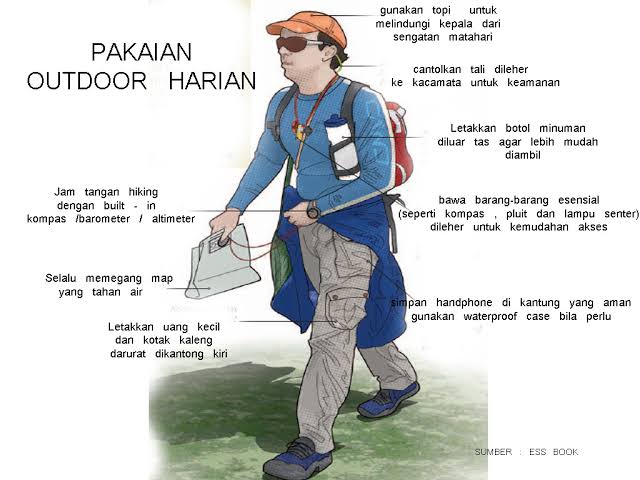 PAKAIAN
OUTDOOR HARIAN
gunakan topi untuk
melindungi kepala dari
sengatan matahari
cantolkan tali dileher
ke kacamata untuk keamanan
Letakkan botol minuman
diluar tas agar lebih mudah
diambil
Jam tangan hiking
dengan built - in
kompas /barometer / altimeter
bawa barang-barang esensial
(seperti kompas , pluit dan lampu senter)
dileher untuk kemudahan akses
Selalu memegang map
yang tahan air
simpan handphone di kantung yang aman
gunakan waterproof case bila perlu
Letakkan uang kecil
dan kotak kaleng
darurat dikantong kiri
SUMBER : ESS BOOK